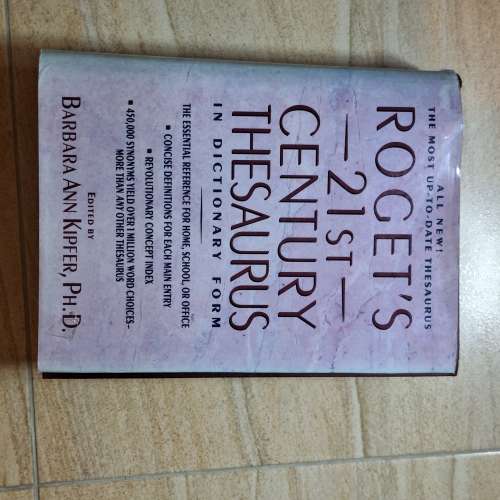 ALL NEW!
THE MOST UP-TO-DATE THESAURUS
ROGET'S
— 21ST —
CENTURY
THESAURUS
IN DICTIONARY FORM
THE ESSENTIAL REFERENCE FOR HOME, SCHOOL, OR OFFICE
▪ CONCISE DEFINITIONS FOR EACH MAIN ENTRY
▪ REVOLUTIONARY CONCEPT INDEX
▪ 450,000 SYNONYMS YIELD OVER 1 MILLION WORD CHOICES–
MORE THAN ANY OTHER THESAURUS
EDITED BY
BARBARA ANN KIPFER, PH.D.